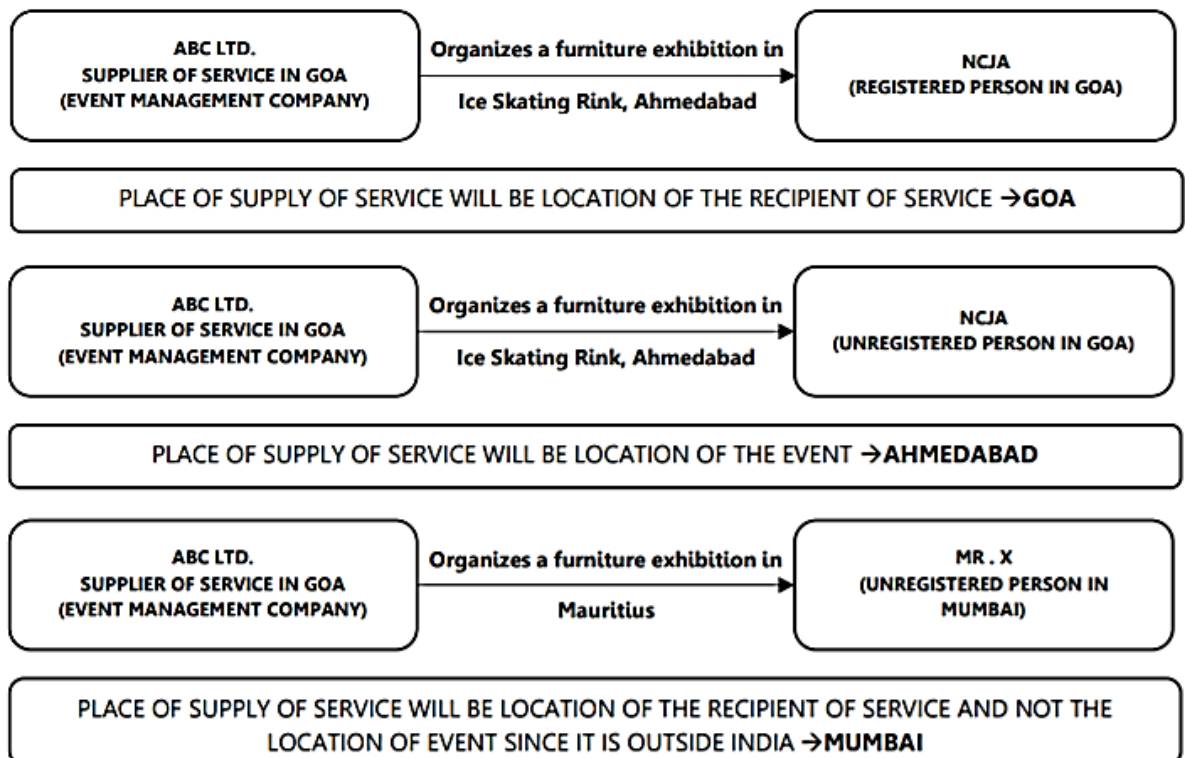 ABC LTD.
SUPPLIER OF SERVICE IN GOA
(EVENT MANAGEMENT COMPANY)
Organizes a furniture exhibition in
Ice Skating Rink, Ahmedabad
NCJA
(REGISTERED PERSON IN GOA)
PLACE OF SUPPLY OF SERVICE WILL BE LOCATION OF THE RECIPIENT OF SERVICE →GOA
ABC LTD.
SUPPLIER OF SERVICE IN GOA
(EVENT MANAGEMENT COMPANY)
Organizes a furniture exhibition in
Ice Skating Rink, Ahmedabad
NCJA
(UNREGISTERED PERSON IN GOA)
PLACE OF SUPPLY OF SERVICE WILL BE LOCATION OF THE EVENT →AHMEDABAD
ABC LTD.
SUPPLIER OF SERVICE IN GOA
(EVENT MANAGEMENT COMPANY)
Organizes a furniture exhibition in
Mauritius
MR . X
(UNREGISTERED PERSON IN
MUMBAI)
PLACE OF SUPPLY OF SERVICE WILL BE LOCATION OF THE RECIPIENT OF SERVICE AND NOT THE
LOCATION OF EVENT SINCE IT IS OUTSIDE INDIA →MUMBAI